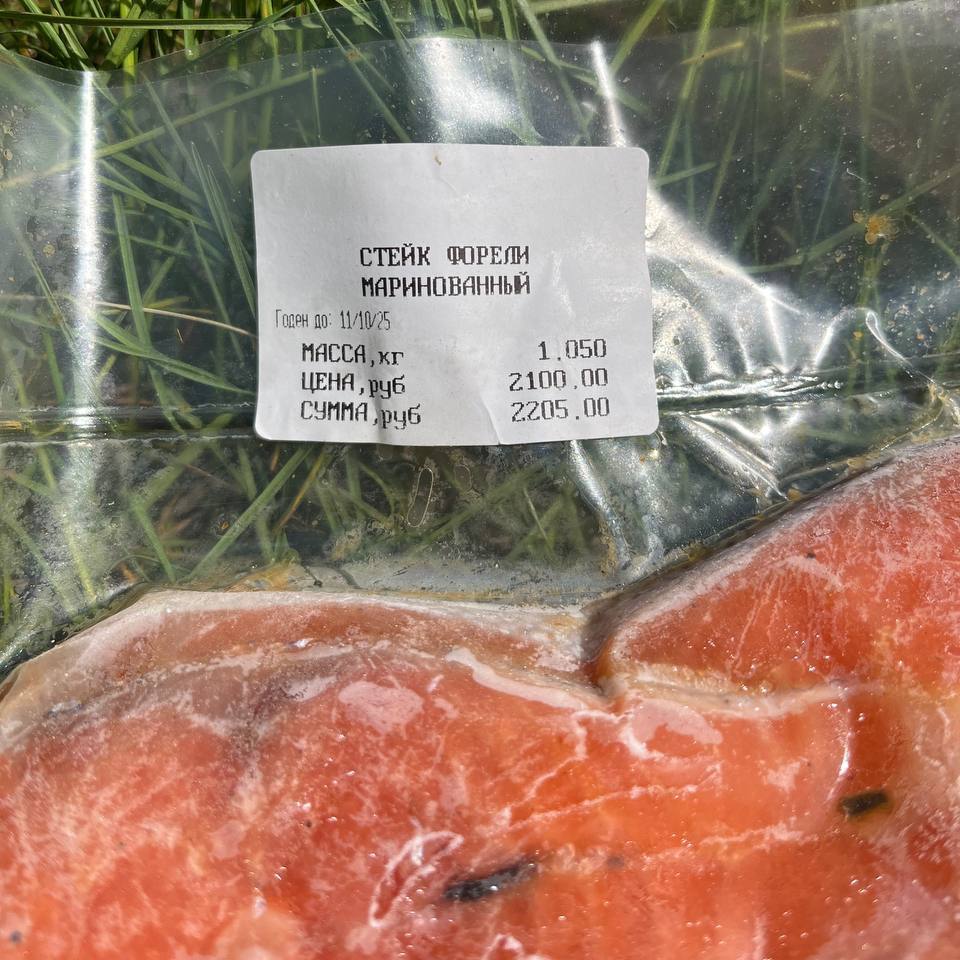 СТЕЙК ФОРЕЛИ
МАРИНОВАННЫЙ
Годен до: 11/10/25
МАССА,кг 1.050
ЦЕНА,руб 2100.00
СУММА,руб 2205.00